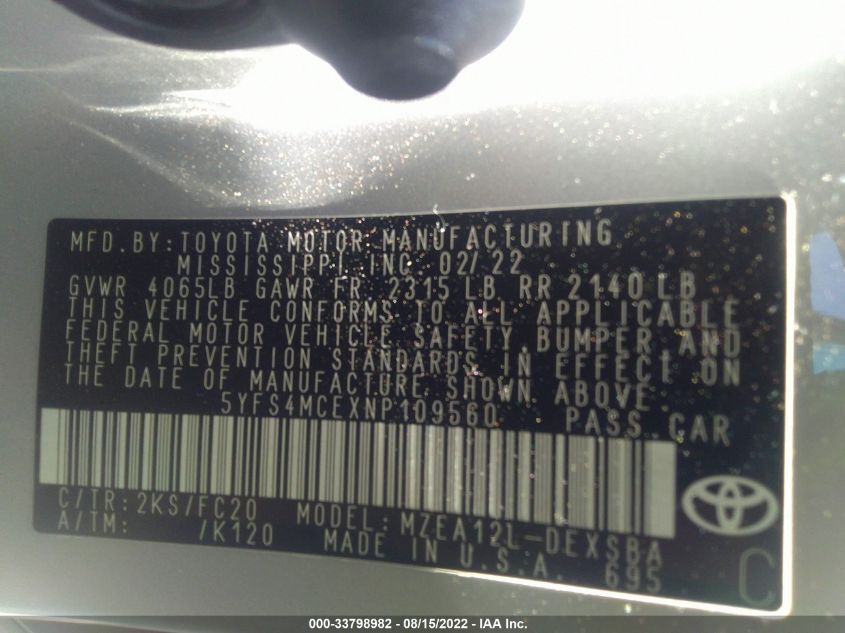 MFD.BY:TOYOTA MOTOR MANUFACTURING
MISSISSIPPI,INC. 02/22
GVWR 4065LB GAWR FR 2315 LB RR 2140 LB
THIS VEHICLE CONFORMS TO ALL APPLICABLE
FEDERAL MOTOR VEHICLE SAFETY,BUMPER AND
THEFT PREVENTION STANDARDS IN EFFECT ON
THE DATE OF MANUFACTURE SHOWN ABOVE.
5YFS4MCEXNP109560 PASS.CAR
C/TR:2KS/FC20 MODEL:MZEA12L-DEXSBA
A/TM: /K120 MADE IN U.S.A. 695
C
000-33798982 - 08/15/2022 - IAA Inc.